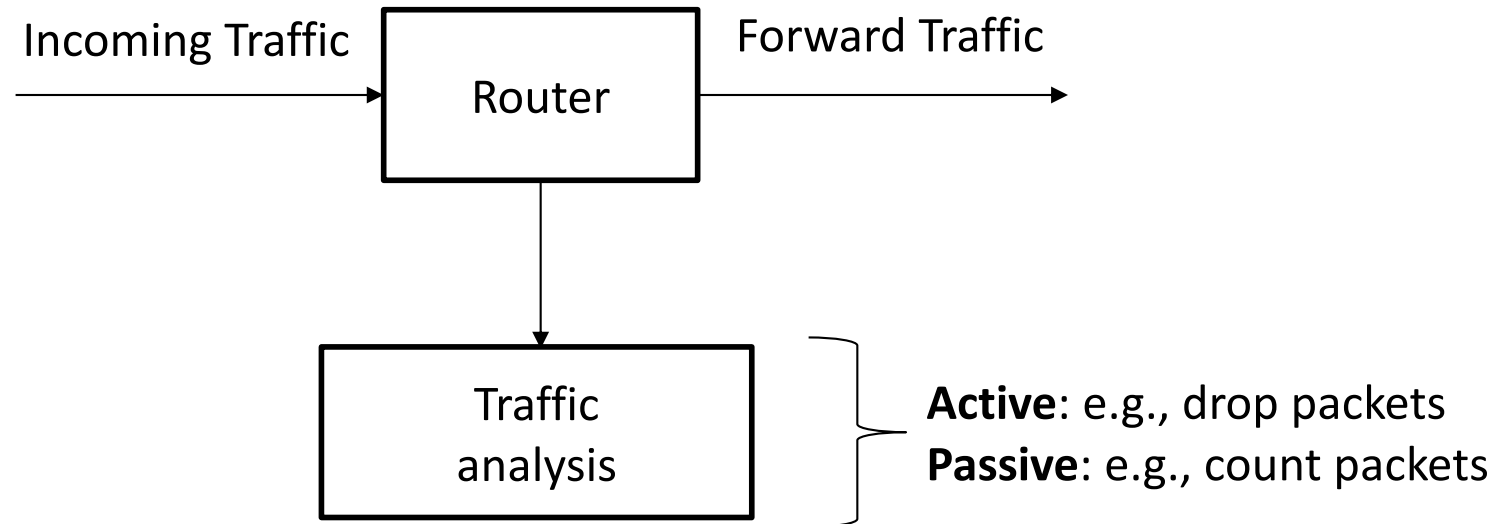 Incoming Traffic
Router
Forward Traffic
Traffic
analysis
Active: e.g., drop packets
Passive: e.g., count packets